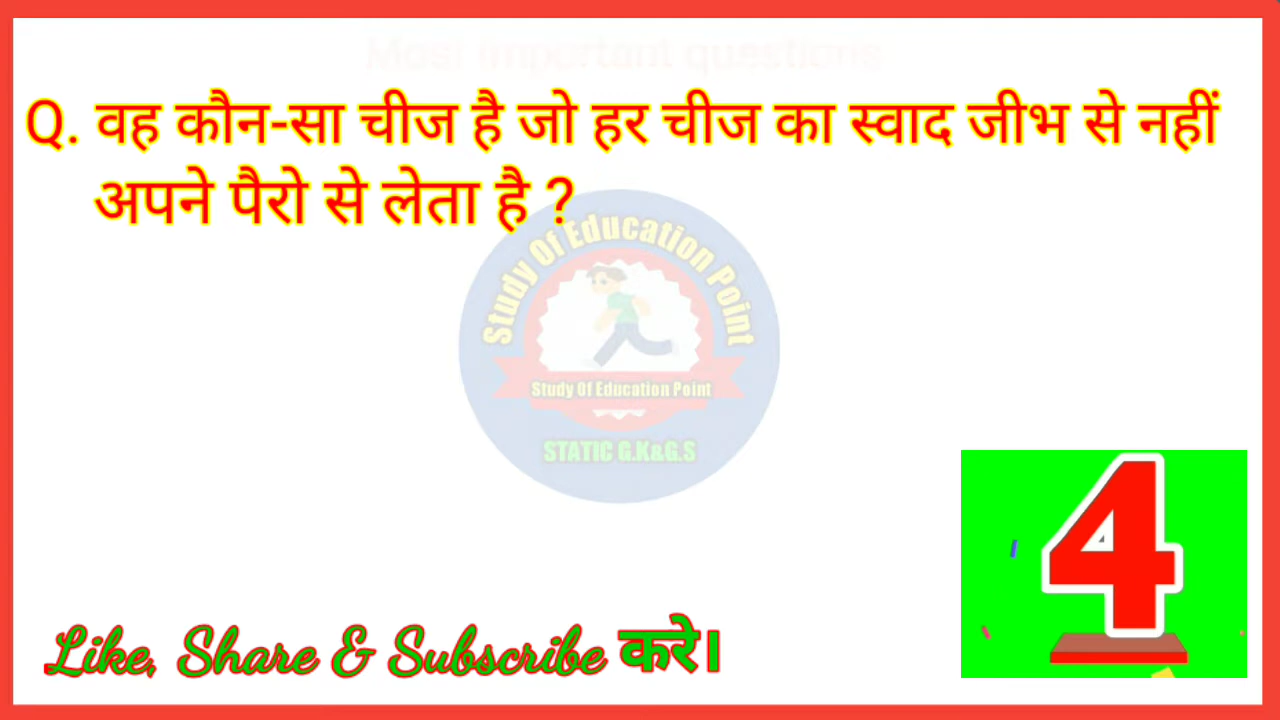 Most important questions
Q. वह कौन-सा चीज है जो हर चीज का स्वाद जीभ से नहीं
अपने पैरो से लेता है ?
Study Of Education Point
Study Of Education Point
STATIC G.K&G.S
4
Like, Share & Subscribe करे।